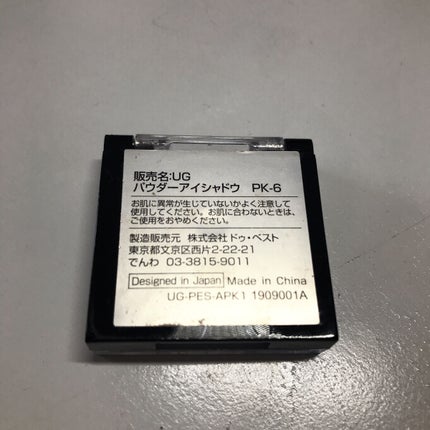 販売名:UG
パウダーアイシャドウ PK-6
お肌に異常が生じていないかよく注意して
使用してください。お肌に合わないときは、
ご使用をおやめください。
製造販売元 株式会社ドゥ・ベスト
東京都文京区西片2-22-21
でんわ 03-3815-9011
Designed in Japan Made in China
UG-PES-APK1 1909001A